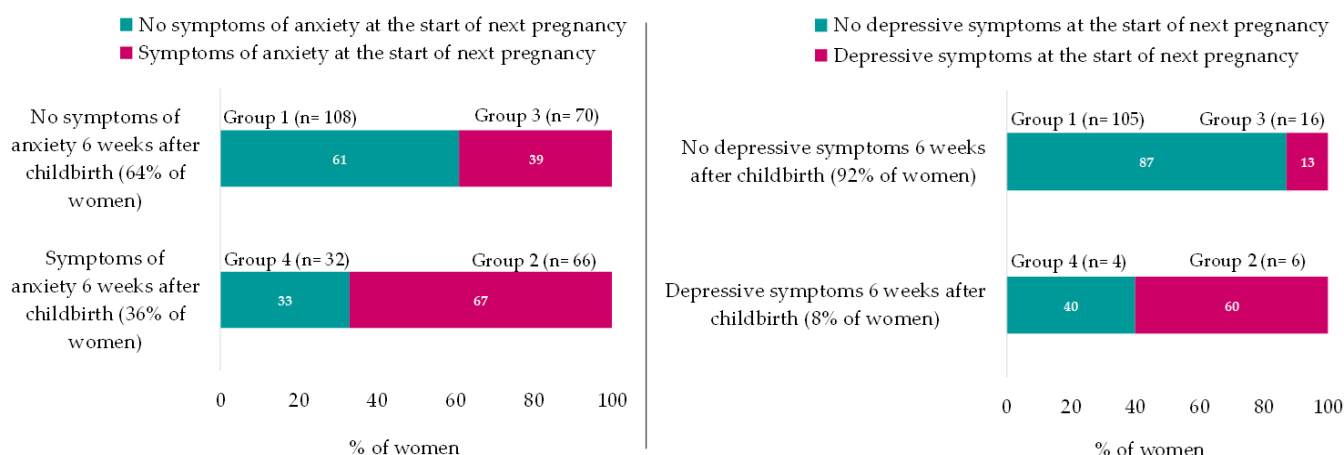 No symptoms of anxiety at the start of next pregnancy
Symptoms of anxiety at the start of next pregnancy
No symptoms of
anxiety 6 weeks after
childbirth (64% of
women)
Group 1 (n= 108)
Group 3 (n= 70)
61
39
Symptoms of
anxiety 6 weeks after
childbirth (36% of
women)
Group 4 (n= 32)
Group 2 (n= 66)
33
67
0 20 40 60 80 100
% of women
No depressive symptoms at the start of next pregnancy
Depressive symptoms at the start of next pregnancy
No depressive symptoms 6 weeks
after childbirth (92% of women)
Group 1 (n= 105)
Group 3 (n= 16)
87
13
Depressive symptoms 6 weeks after
childbirth (8% of women)
Group 4 (n= 4)
Group 2 (n= 6)
40
60
0 20 40 60 80 100
% of women